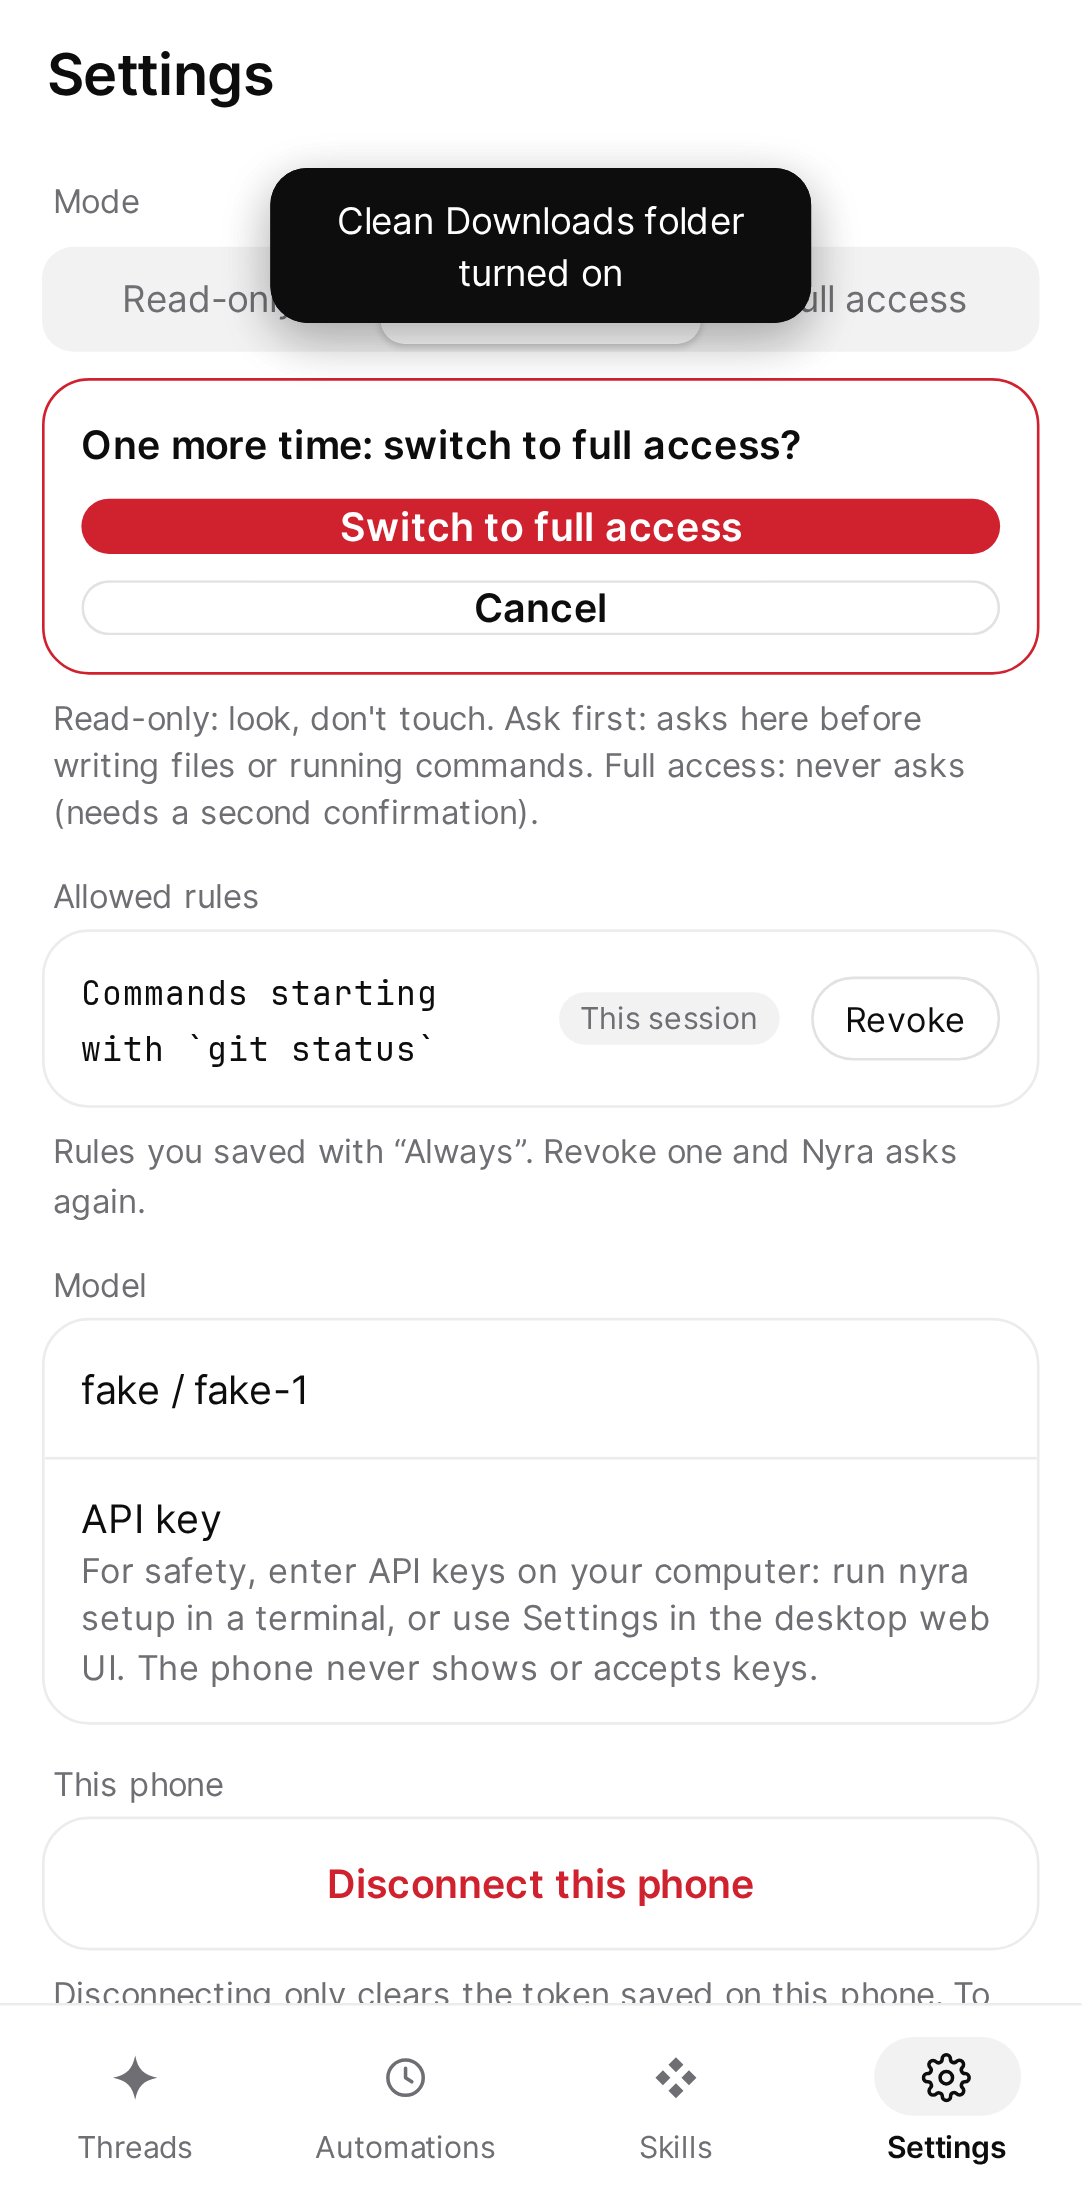 Settings
Mode
Clean Downloads folder
turned on
Read-only
full access
One more time: switch to full access?
Switch to full access
Cancel
Read-only: look, don't touch. Ask first: asks here before
writing files or running commands. Full access: never asks
(needs a second confirmation).
Allowed rules
Commands starting
with `git status`
This session
Revoke
Rules you saved with “Always”. Revoke one and Nyra asks
again.
Model
fake / fake-1
API key
For safety, enter API keys on your computer: run nyra
setup in a terminal, or use Settings in the desktop web
UI. The phone never shows or accepts keys.
This phone
Disconnect this phone
Disconnecting only clears the token saved on this phone. To
Threads
Automations
Skills
Settings